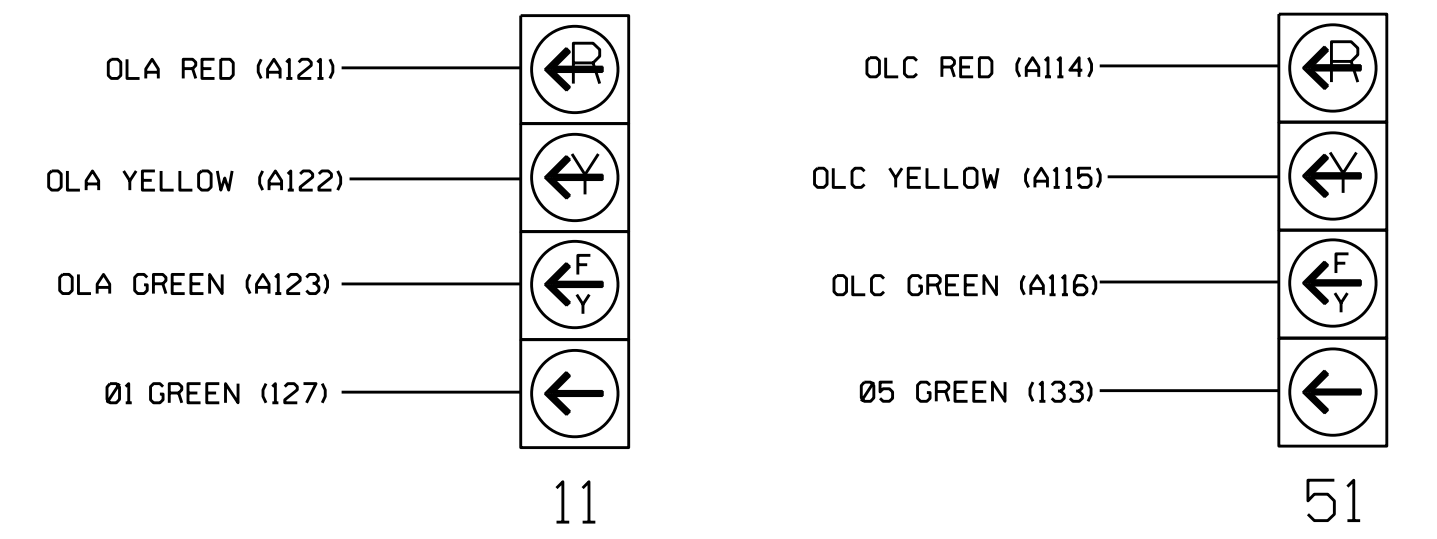 OLA RED (A121)
R
OLA YELLOW (A122)
Y
OLA GREEN (A123)
F
Y
Ø1 GREEN (127)
11
OLC RED (A114)
R
OLC YELLOW (A115)
Y
OLC GREEN (A116)
F
Y
Ø5 GREEN (133)
51